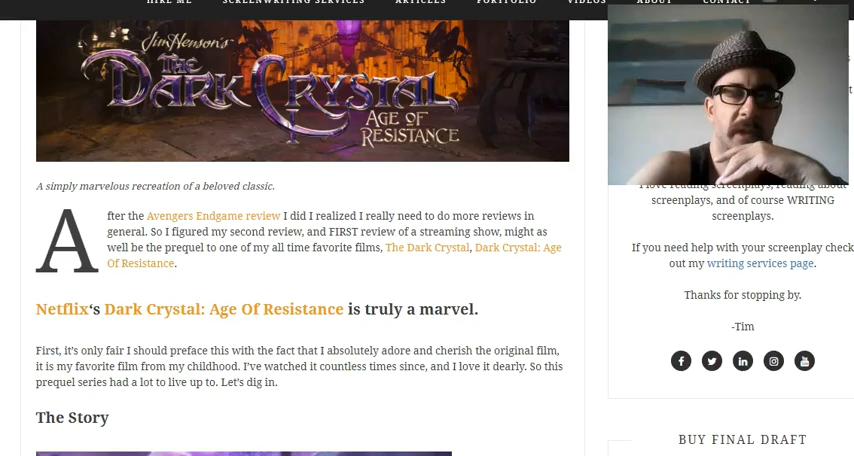 HIRE ME SCREENWRITING SERVICES ARTICLES PORTFOLIO VIDEOS ABOUT CONTACT
Jim Henson's
THE
DARK CRYSTAL
AGE OF
RESISTANCE
A simply marvelous recreation of a beloved classic.
After the Avengers Endgame review I did I realized I really need to do more reviews in
general. So I figured my second review, and FIRST review of a streaming show, might as
well be the prequel to one of my all time favorite films, The Dark Crystal, Dark Crystal: Age
Of Resistance.
Netflix‘s Dark Crystal: Age Of Resistance is truly a marvel.
First, it’s only fair I should preface this with the fact that I absolutely adore and cherish the original film,
it is my favorite film from my childhood. I’ve watched it countless times since, and I love it dearly. So this
prequel series had a lot to live up to. Let’s dig in.
The Story
I love reading screenplays, reading about
screenplays, and of course WRITING
screenplays.
If you need help with your screenplay check
out my writing services page.
Thanks for stopping by.
-Tim
BUY FINAL DRAFT